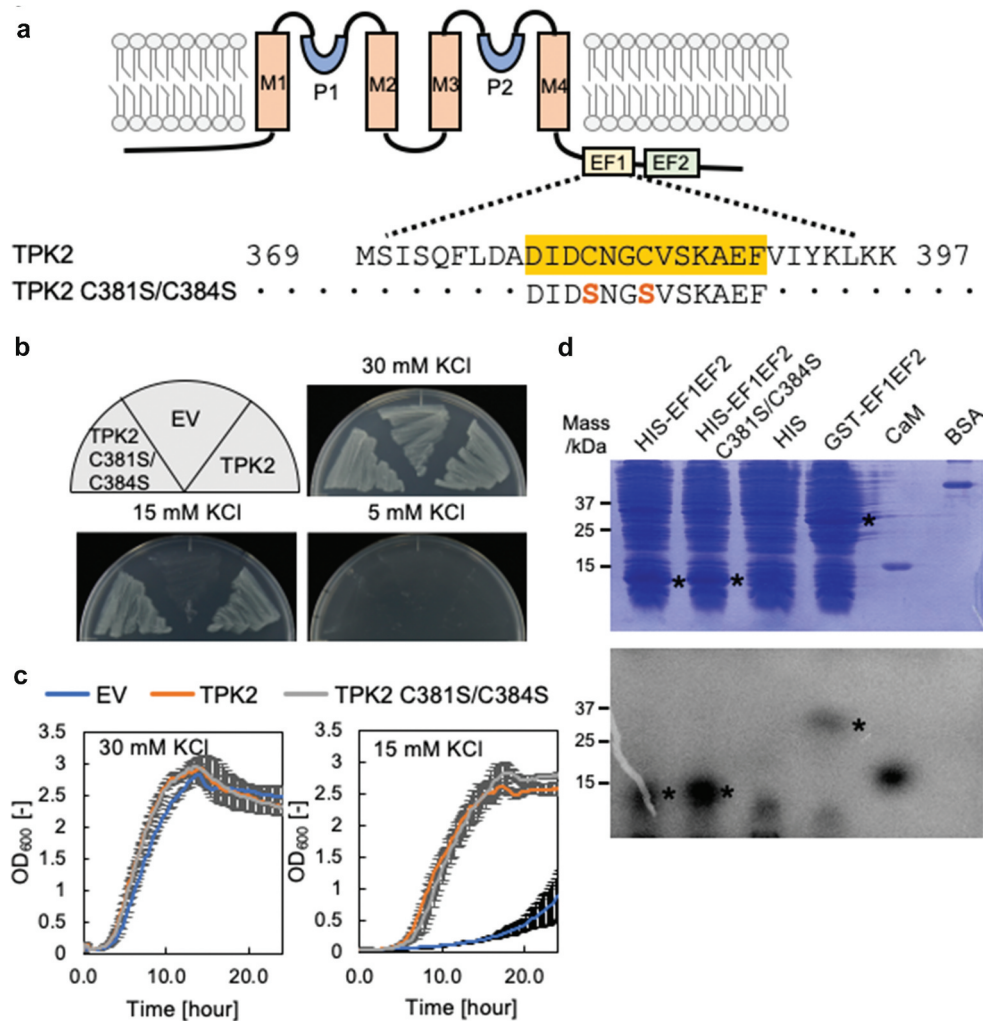 a
M1
P1
M2
M3
P2
M4
EF1
EF2
TPK2 369 MSISQFLDADIDCNGCVSKAEFVIYKLKK 397
TPK2 C381S/C384S DIDSNGSVSKAEF
b
30 mM KCl
TPK2
C381S/
C384S
EV
TPK2
15 mM KCl
5 mM KCl
c
EV
TPK2
TPK2 C381S/C384S
30 mM KCl
OD600 [-]
3.5
3
2.5
2
1.5
1
0.5
0
0.0
10.0
20.0
Time [hour]
15 mM KCl
OD600 [-]
3.5
3
2.5
2
1.5
1
0.5
0
0.0
10.0
20.0
Time [hour]
d
Mass
/kDa
HIS-EF1EF2
HIS-EF1EF2
C381S/C384S
HIS
GST-EF1EF2
CaM
BSA
37
25
15
*
*
*
37
25
15
*
*
*